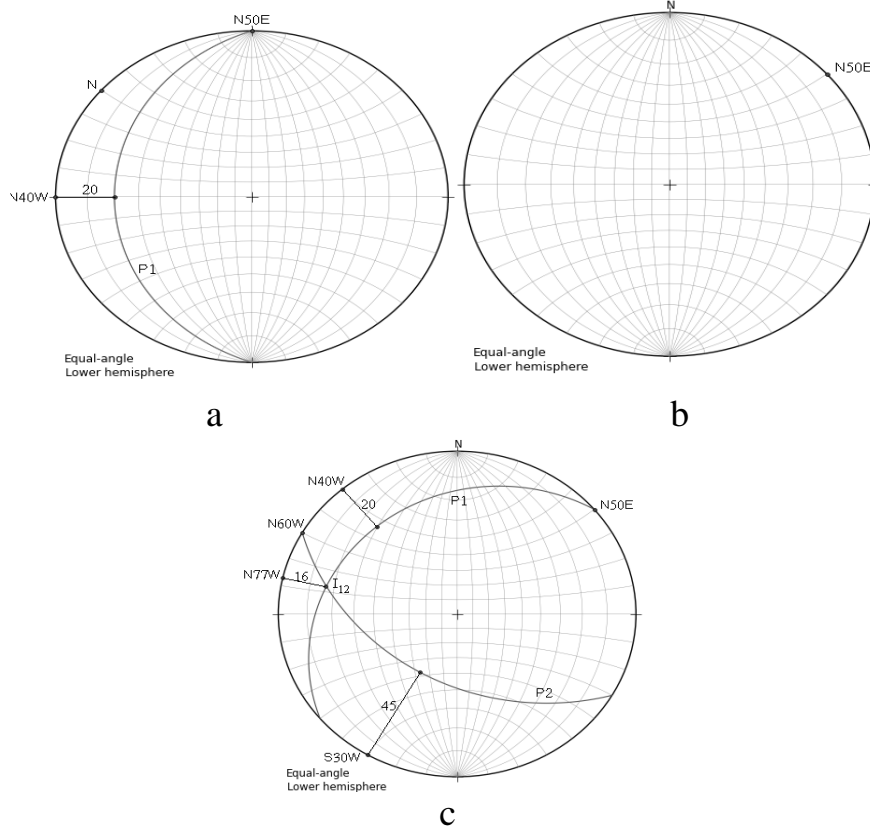 N50E
N
N40W
20
P1
Equal-angle
Lower hemisphere
a
N
N50E
Equal-angle
Lower hemisphere
b
N
N40W
20
P1
N50E
N60W
N77W
16
I12
45
P2
S30W
Equal-angle
Lower hemisphere
c